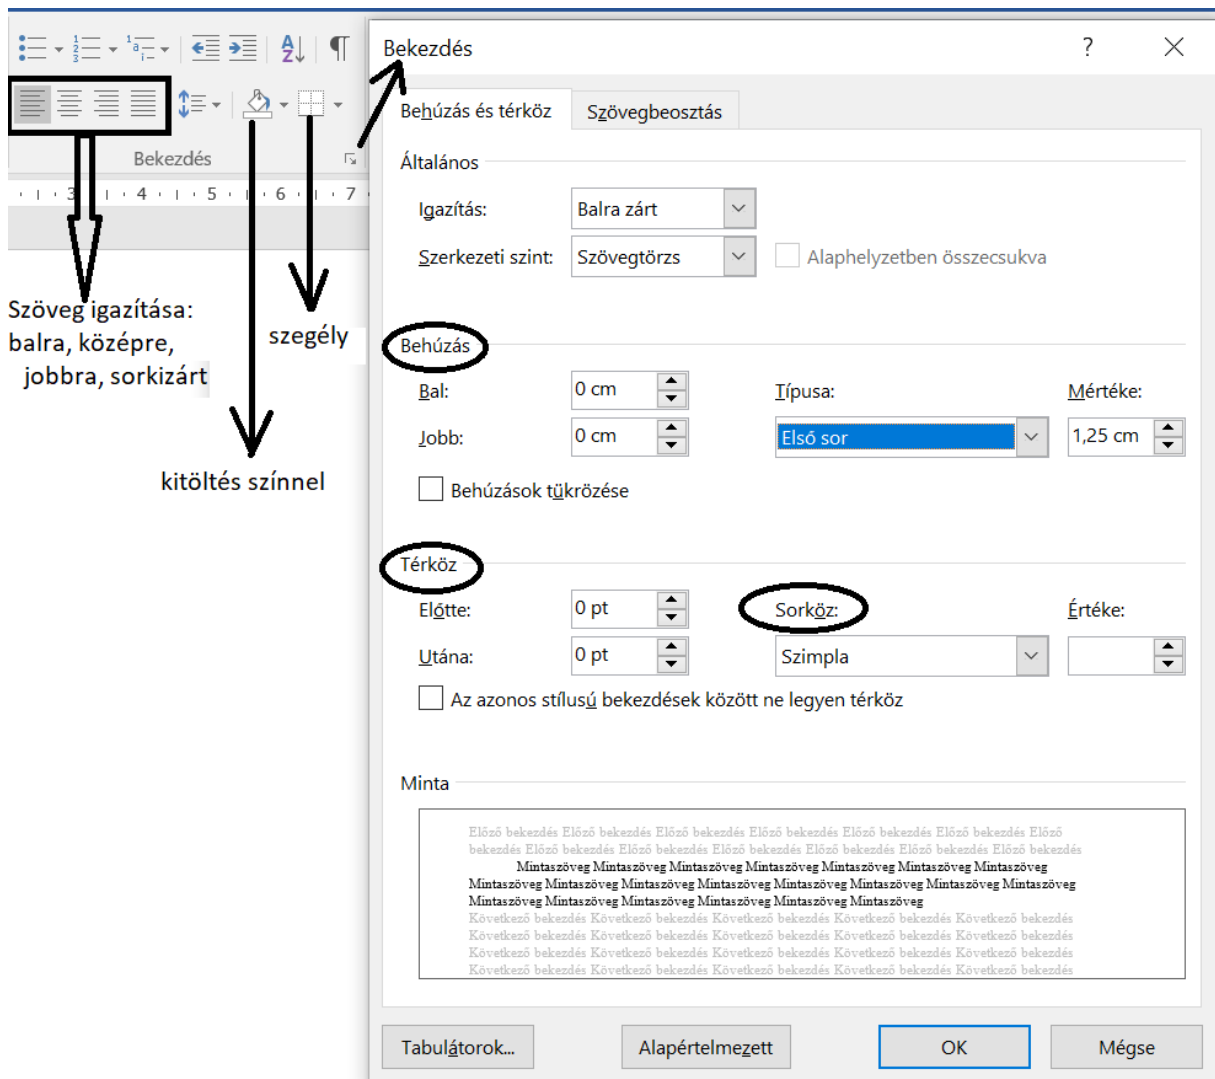 Bekezdés
3 4 5 6 7
Szöveg igazítása:
balra, középre,
jobbra, sorkizárt
szegély
kitöltés színnel
Bekezdés ?
Behúzás és térköz Szövegbeosztás
Általános
Igazítás: Balra zárt
Szerkezeti szint: Szövegtörzs Alaphelyzetben összecsukva
Behúzás
Bal: 0 cm Típusa: Mértéke:
Jobb: 0 cm Első sor 1,25 cm
Behúzások tükrözése
Térköz
Előtte: 0 pt Sorköz: Értéke:
Utána: 0 pt Szimpla
Az azonos stílusú bekezdések között ne legyen térköz
Minta
Előző bekezdés Előző bekezdés Előző bekezdés Előző bekezdés Előző bekezdés Előző bekezdés Előző
bekezdés Előző bekezdés Előző bekezdés Előző bekezdés Előző bekezdés Előző bekezdés Előző bekezdés
Mintaszöveg Mintaszöveg Mintaszöveg Mintaszöveg Mintaszöveg Mintaszöveg Mintaszöveg
Mintaszöveg Mintaszöveg Mintaszöveg Mintaszöveg Mintaszöveg Mintaszöveg Mintaszöveg Mintaszöveg
Mintaszöveg Mintaszöveg Mintaszöveg Mintaszöveg Mintaszöveg Mintaszöveg
Következő bekezdés Következő bekezdés Következő bekezdés Következő bekezdés Következő bekezdés
Következő bekezdés Következő bekezdés Következő bekezdés Következő bekezdés Következő bekezdés
Következő bekezdés Következő bekezdés Következő bekezdés Következő bekezdés Következő bekezdés
Következő bekezdés Következő bekezdés Következő bekezdés Következő bekezdés Következő bekezdés
Tabulátorok... Alapértelmezett OK Mégse